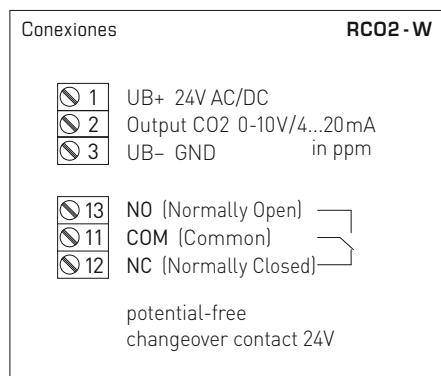 Conexiones RCO2-W
1 UB+ 24V AC/DC
2 Output CO2 0-10V/4...20mA
3 UB– GND in ppm
13 NO (Normally Open)
11 COM (Common)
12 NC (Normally Closed)
potential-free
changeover contact 24V